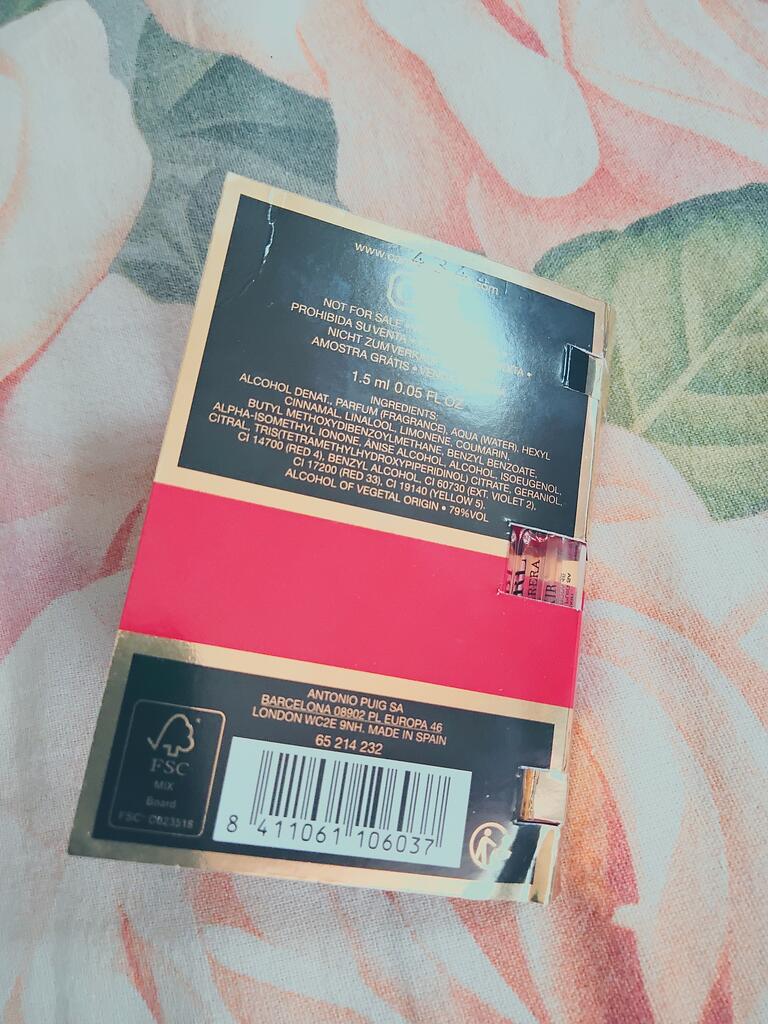 NOT FOR SALE
PROHIBIDA SU VENTA
NICHT ZUM
AMOSTRA GRÁTIS •
1.5 ml 0.05 FL OZ
INGREDIENTS:
ALCOHOL DENAT., PARFUM (FRAGRANCE), AQUA (WATER), HEXYL
CINNAMAL, LINALOOL, LIMONENE, COUMARIN,
BUTYL METHOXYDIBENZOYLMETHANE, BENZYL BENZOATE,
ALPHA-ISOMETHYL IONONE, ANISE ALCOHOL, ALCOHOL, ISOEUGENOL,
CITRAL, TRIS(TETRAMETHYLHYDROXYPIPERIDINOL) CITRATE, GERANIOL,
CI 14700 (RED 4), BENZYL ALCOHOL, CI 60730 (EXT. VIOLET 2),
CI 17200 (RED 33), CI 19140 (YELLOW 5).
ALCOHOL OF VEGETAL ORIGIN • 79%VOL
RERA
ANTONIO PUIG SA
BARCELONA 08902 PL EUROPA 46
LONDON WC2E 9NH. MADE IN SPAIN
65 214 232
FSC
MIX
Board
8 411061 106037